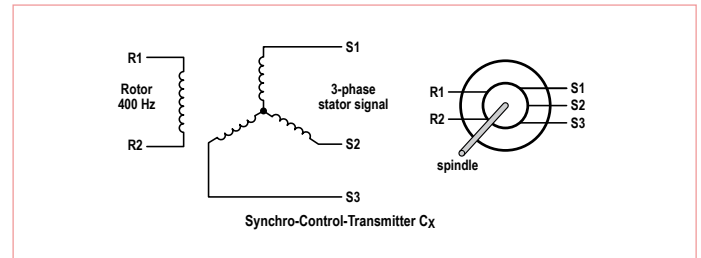 R1
Rotor
400 Hz
R2
S1
3-phase
stator signal
S2
S3
R1
R2
S1
S2
S3
spindle
Synchro-Control-Transmitter CX